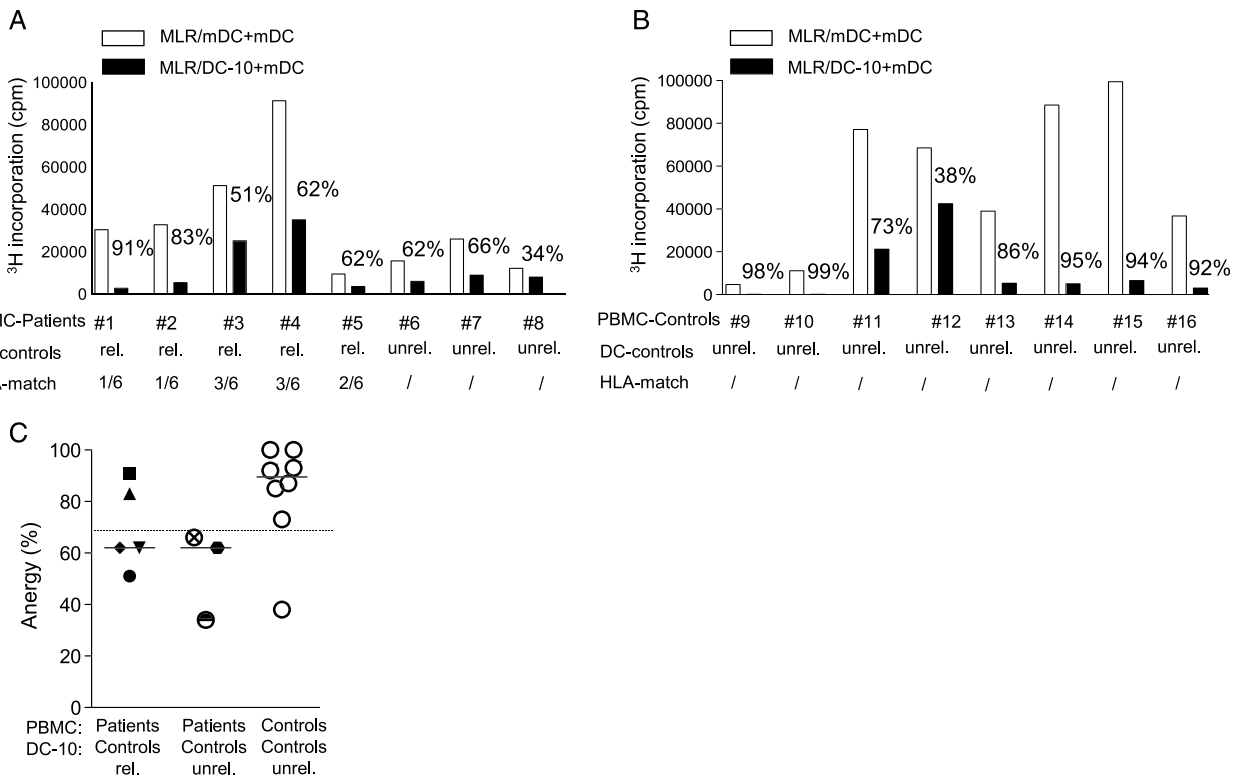 A
MLR/mDC+mDC
MLR/DC-10+mDC
³H incorporation (cpm)
100000
80000
60000
40000
20000
0
91%
83%
51%
62%
62%
62%
66%
34%
MC-Patients #1 #2 #3 #4 #5 #6 #7 #8
controls rel. rel. rel. rel. rel. unrel. unrel. unrel.
A-match 1/6 1/6 3/6 3/6 2/6 / / /
B
MLR/mDC+mDC
MLR/DC-10+mDC
³H incorporation (cpm)
100000
80000
60000
40000
20000
0
98%
99%
73%
38%
86%
95%
94%
92%
PBMC-Controls #9 #10 #11 #12 #13 #14 #15 #16
DC-controls unrel. unrel. unrel. unrel. unrel. unrel. unrel. unrel.
HLA-match / / / / / / / /
C
Anergy (%)
100
80
60
40
20
0
PBMC: Patients Patients Controls
DC-10: Controls Controls Controls
rel. unrel. unrel.